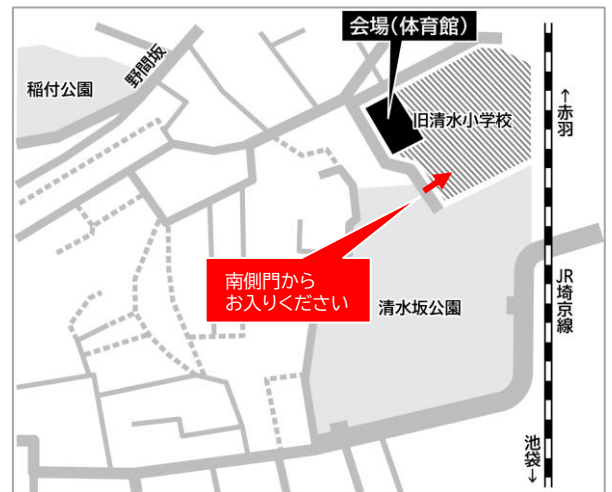 会場(体育館)
野間坂
稲付公園
旧清水小学校
↑赤羽
南側門から
お入りください
清水坂公園
JR埼京線
池袋↓